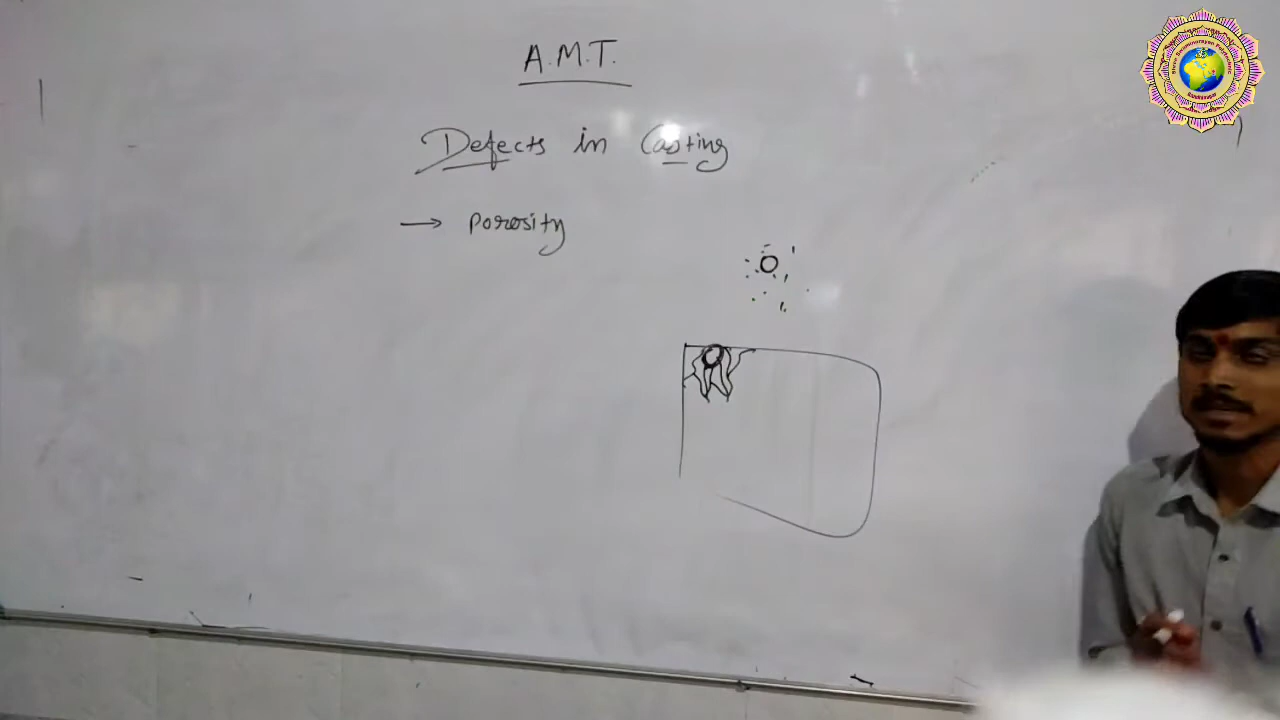 A.M.T.
Defects in Casting
→ Porosity